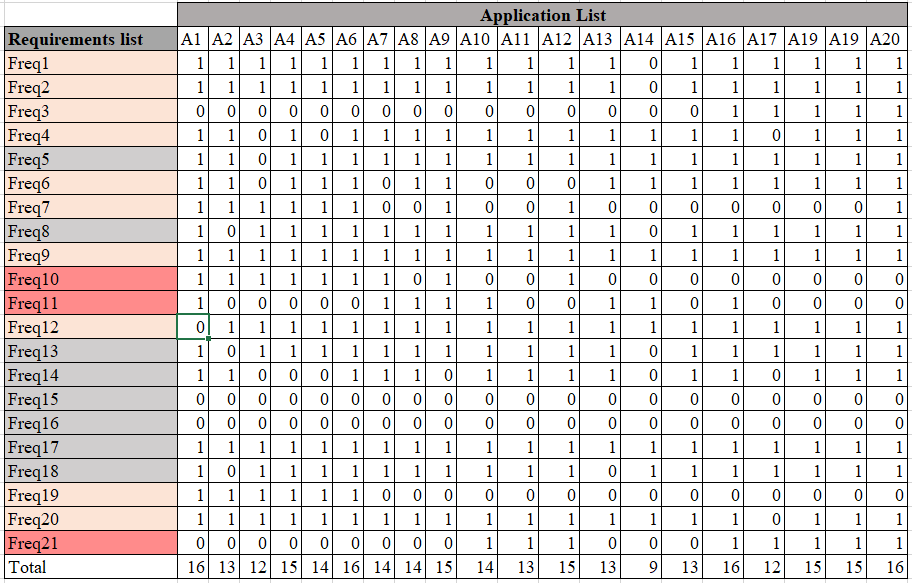 Application List
Requirements list A1 A2 A3 A4 A5 A6 A7 A8 A9 A10 A11 A12 A13 A14 A15 A16 A17 A19 A19 A20
Freq1 1 1 1 1 1 1 1 1 1 1 1 1 1 0 1 1 1 1 1 1
Freq2 1 1 1 1 1 1 1 1 1 1 1 1 1 0 1 1 1 1 1 1
Freq3 0 0 0 0 0 0 0 0 0 0 0 0 0 0 0 1 1 1 1 1
Freq4 1 1 0 1 0 1 1 1 1 1 1 1 1 1 1 1 0 1 1 1
Freq5 1 1 0 1 1 1 1 1 1 1 1 1 1 1 1 1 1 1 1 1
Freq6 1 1 0 1 1 1 0 1 1 0 0 0 1 1 1 1 1 1 1 1
Freq7 1 1 1 1 1 1 0 0 1 0 0 1 0 0 0 0 0 0 0 1
Freq8 1 0 1 1 1 1 1 1 1 1 1 1 1 0 1 1 1 1 1 1
Freq9 1 1 1 1 1 1 1 1 1 1 1 1 1 1 1 1 1 1 1 1
Freq10 1 1 1 1 1 1 1 0 1 0 0 1 0 0 0 0 0 0 0 0
Freq11 1 0 0 0 0 0 1 1 1 1 0 0 1 1 0 1 0 0 0 0
Freq12 0 1 1 1 1 1 1 1 1 1 1 1 1 1 1 1 1 1 1 1
Freq13 1 0 1 1 1 1 1 1 1 1 1 1 1 0 1 1 1 1 1 1
Freq14 1 1 0 0 0 1 1 1 0 1 1 1 1 0 1 1 0 1 1 1
Freq15 0 0 0 0 0 0 0 0 0 0 0 0 0 0 0 0 0 0 0 0
Freq16 0 0 0 0 0 0 0 0 0 0 0 0 0 0 0 0 0 0 0 0
Freq17 1 1 1 1 1 1 1 1 1 1 1 1 1 1 1 1 1 1 1 1
Freq18 1 0 1 1 1 1 1 1 1 1 1 1 0 1 1 1 1 1 1 1
Freq19 1 1 1 1 1 1 0 0 0 0 0 0 0 0 0 0 0 0 0 0
Freq20 1 1 1 1 1 1 1 1 1 1 1 1 1 1 1 1 0 1 1 1
Freq21 0 0 0 0 0 0 0 0 0 1 1 1 0 0 0 1 1 1 1 1
Total 16 13 12 15 14 16 14 14 15 14 13 15 13 9 13 16 12 15 15 16